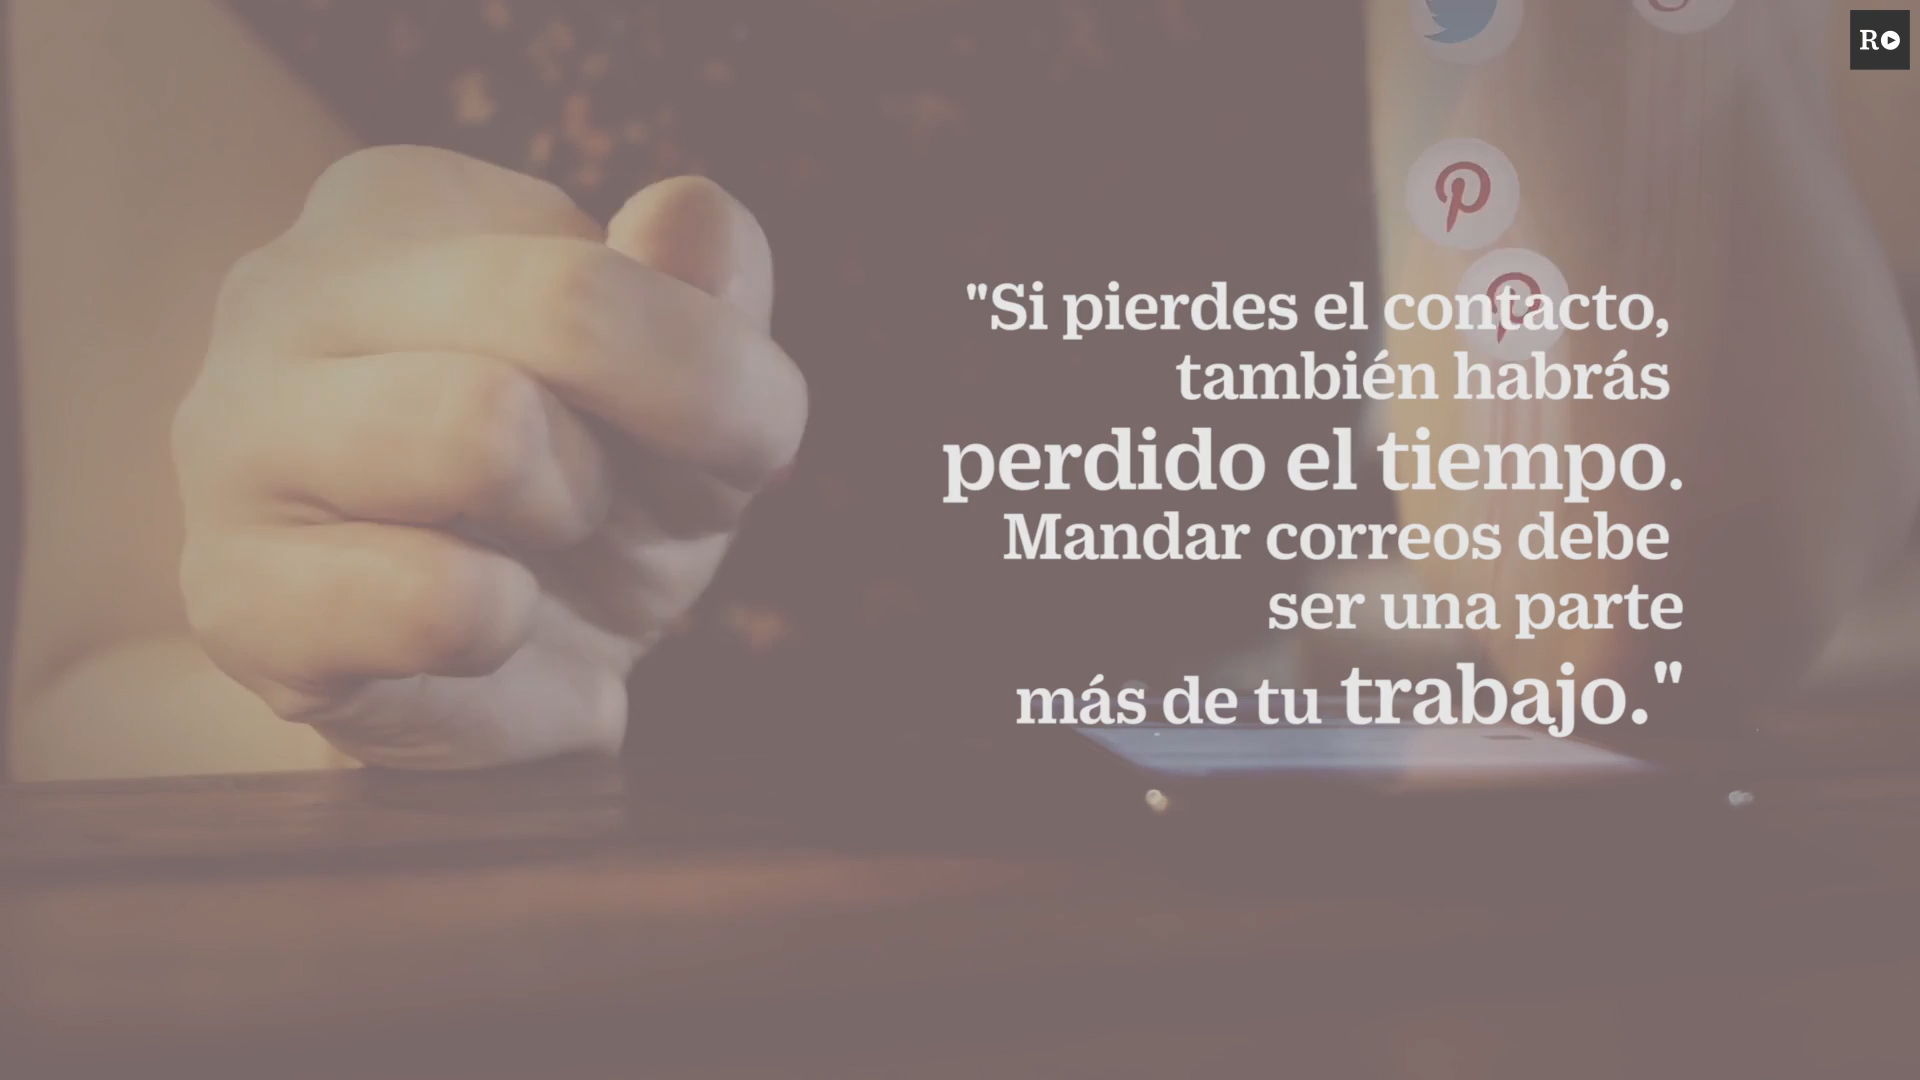 R
"Si pierdes el contacto,
también habrás
perdido el tiempo.
Mandar correos debe
ser una parte
más de tu trabajo."